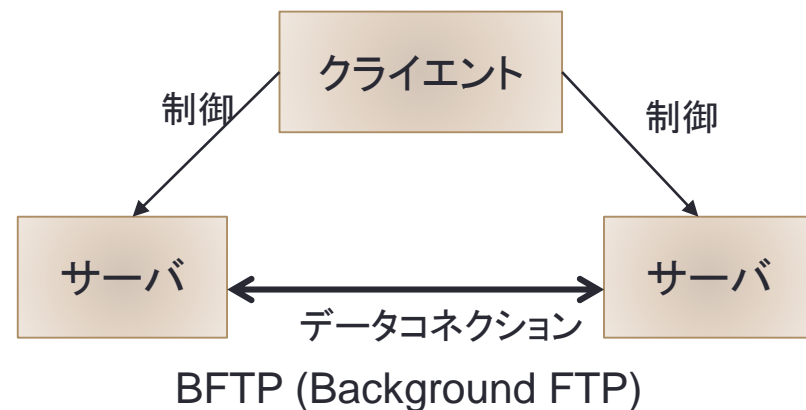 クライエント
制御
制御
サーバ
サーバ
データコネクション
BFTP (Background FTP)